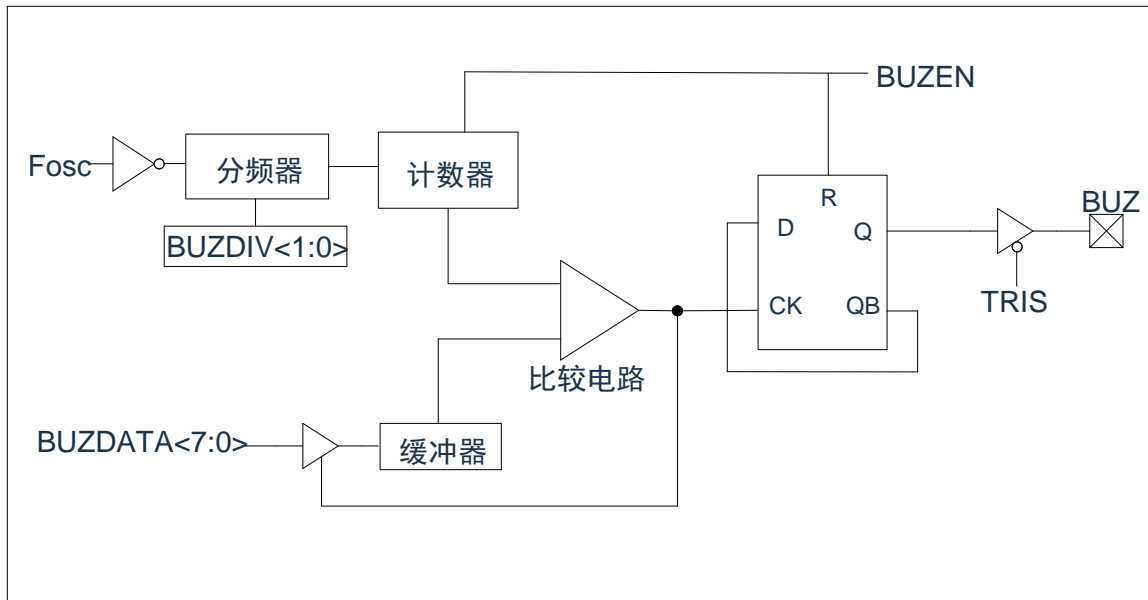 BUZEN
Fosc
分频器
计数器
BUZDIV<1:0>
R
D
Q
BUZ
CK
QB
TRIS
比较电路
BUZDATA<7:0>
缓冲器